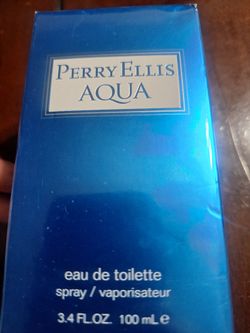 PERRY ELLIS
AQUA
eau de toilette
spray / vaporisateur
3.4 FL.OZ. 100 mL ℮